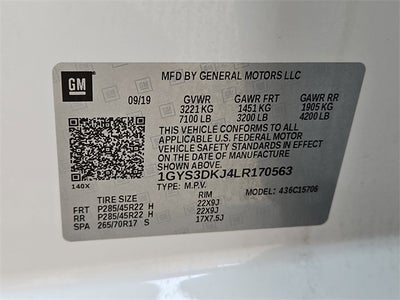 GM
MFD BY GENERAL MOTORS LLC
09/19 GVWR GAWR FRT GAWR RR
3221 KG 1451 KG 1905 KG
7100 LB 3200 LB 4200 LB
THIS VEHICLE CONFORMS TO ALL
APPLICABLE U.S. FEDERAL MOTOR
VEHICLE SAFETY STANDARDS IN EFFECT
ON THE DATE OF MANUFACTURE
SHOWN ABOVE.
1GYS3DKJ4LR170563
140X TYPE: M.P.V. MODEL: 436C15706
TIRE SIZE RIM
FRT P285/45R22 H 22X9J
RR P285/45R22 H 22X9J
SPA 265/70R17 S 17X7.5J